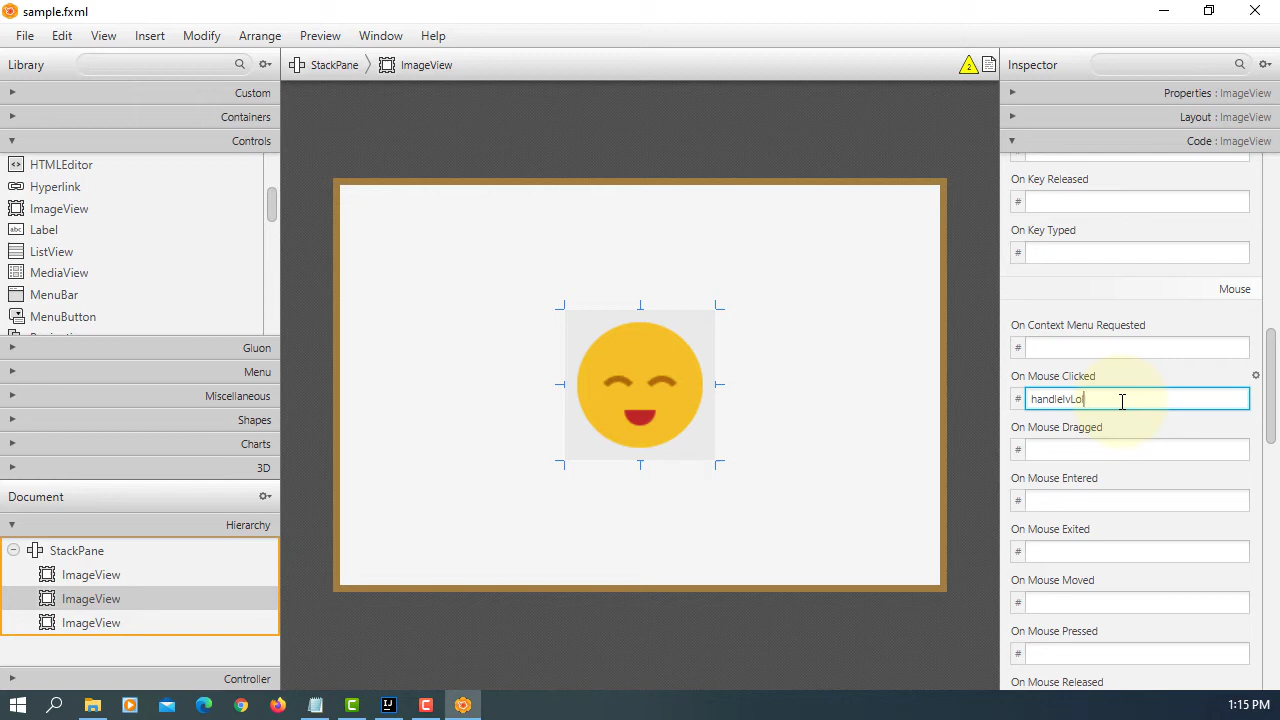 sample.fxml
File Edit View Insert Modify Arrange Preview Window Help
Library
StackPane ImageView
2
Inspector
Custom
Containers
Controls
HTMLEditor
Hyperlink
ImageView
Label
ListView
MediaView
MenuBar
MenuButton
Gluon
Menu
Miscellaneous
Shapes
Charts
3D
Document
Hierarchy
StackPane
ImageView
ImageView
ImageView
Controller
Properties : ImageView
Layout : ImageView
Code : ImageView
On Key Released
#
On Key Typed
#
Mouse
On Context Menu Requested
#
On Mouse Clicked
# handleIvLol
On Mouse Dragged
#
On Mouse Entered
#
On Mouse Exited
#
On Mouse Moved
#
On Mouse Pressed
#
On Mouse Released
1:15 PM